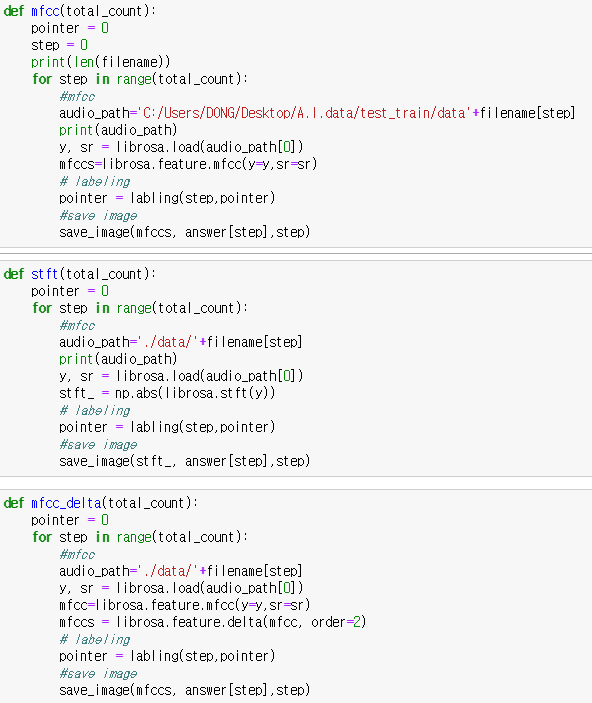 def mfcc(total_count):
    pointer = 0
    step = 0
    print(len(filename))
    for step in range(total_count):
        #mfcc
        audio_path='C:/Users/DONG/Desktop/A.I.data/test_train/data'+filename[step]
        print(audio_path)
        y, sr = librosa.load(audio_path[0])
        mfccs=librosa.feature.mfcc(y=y,sr=sr)
        # labeling
        pointer = labling(step,pointer)
        #save image
        save_image(mfccs, answer[step],step)
def stft(total_count):
    pointer = 0
    for step in range(total_count):
        #mfcc
        audio_path='./data/'+filename[step]
        print(audio_path)
        y, sr = librosa.load(audio_path[0])
        stft_ = np.abs(librosa.stft(y))
        # labeling
        pointer = labling(step,pointer)
        #save image
        save_image(stft_, answer[step],step)
def mfcc_delta(total_count):
    pointer = 0
    for step in range(total_count):
        #mfcc
        audio_path='./data/'+filename[step]
        y, sr = librosa.load(audio_path[0])
        mfcc=librosa.feature.mfcc(y=y,sr=sr)
        mfccs = librosa.feature.delta(mfcc, order=2)
        # labeling
        pointer = labling(step,pointer)
        #save image
        save_image(mfccs, answer[step],step)